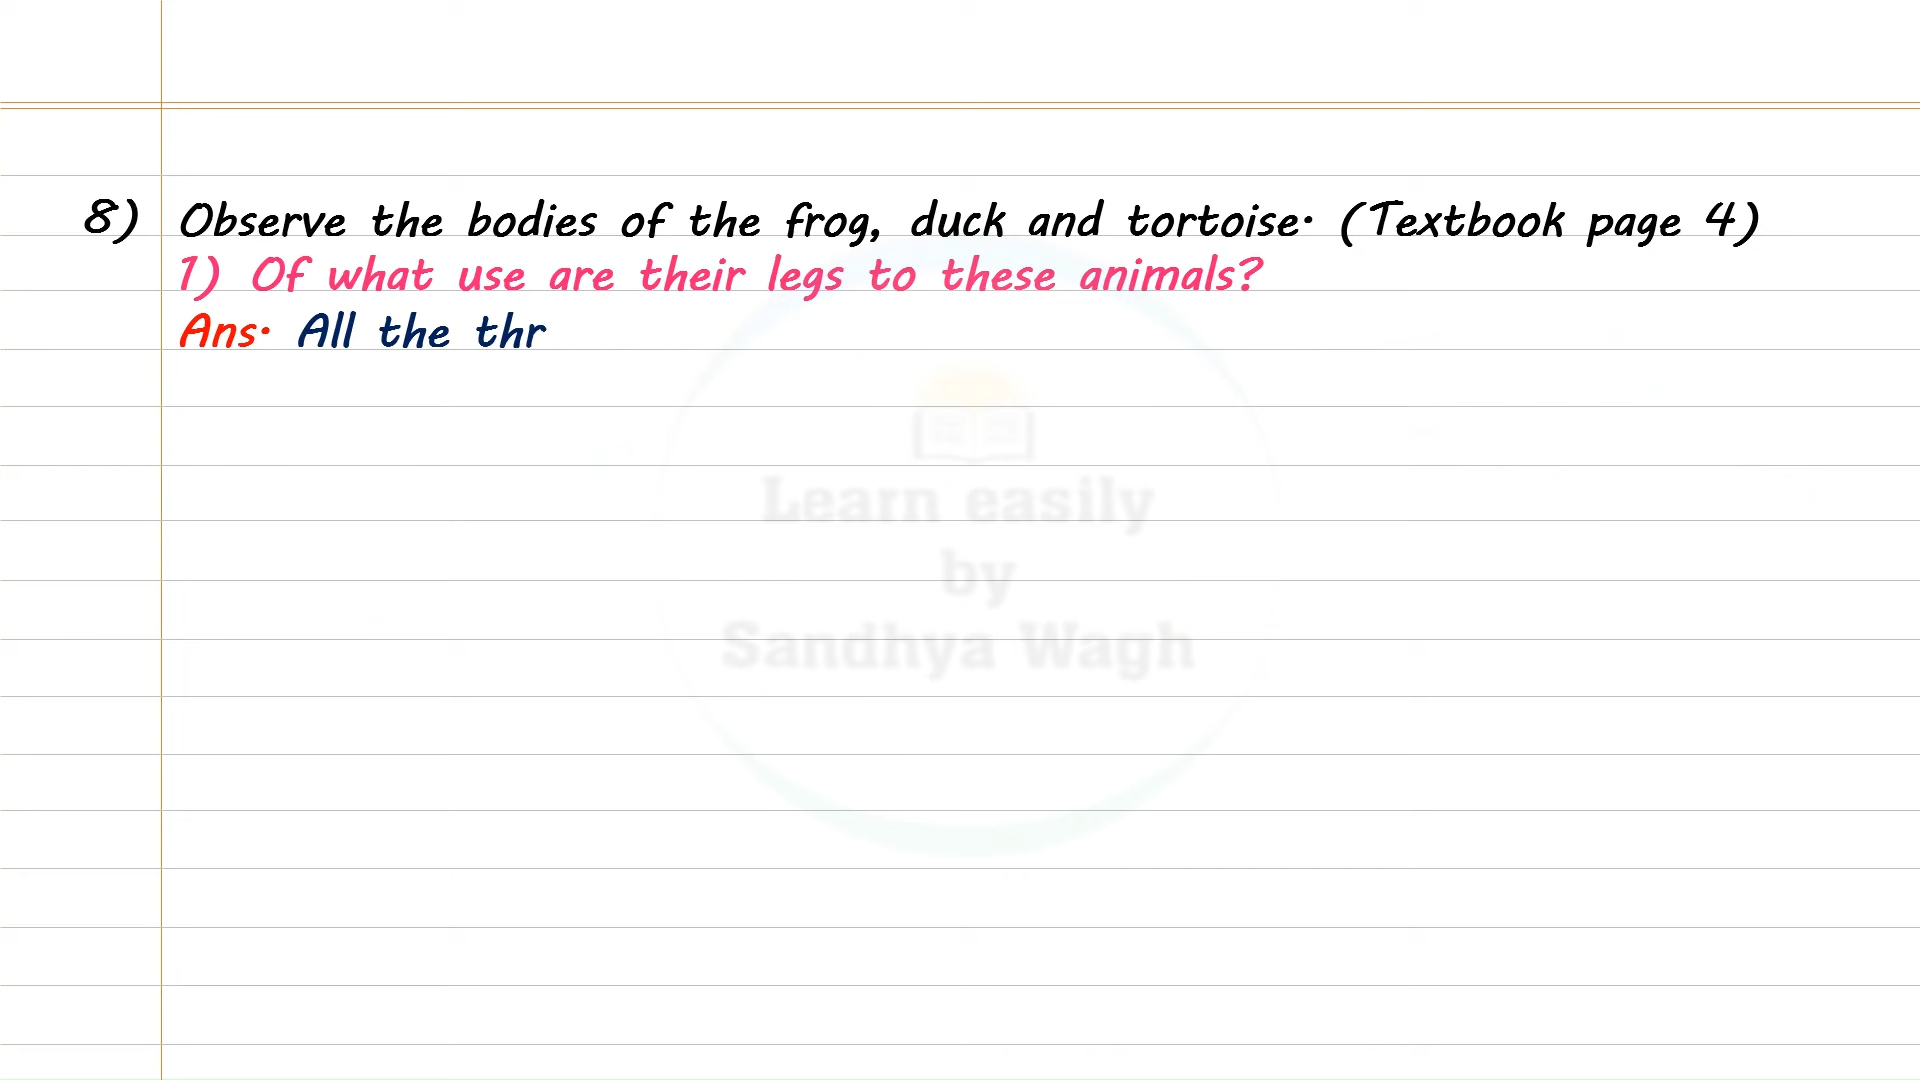 8) Observe the bodies of the frog, duck and tortoise. (Textbook page 4)
1) Of what use are their legs to these animals?
Ans. All the thr
Learn easily
by
Sandhya Wagh